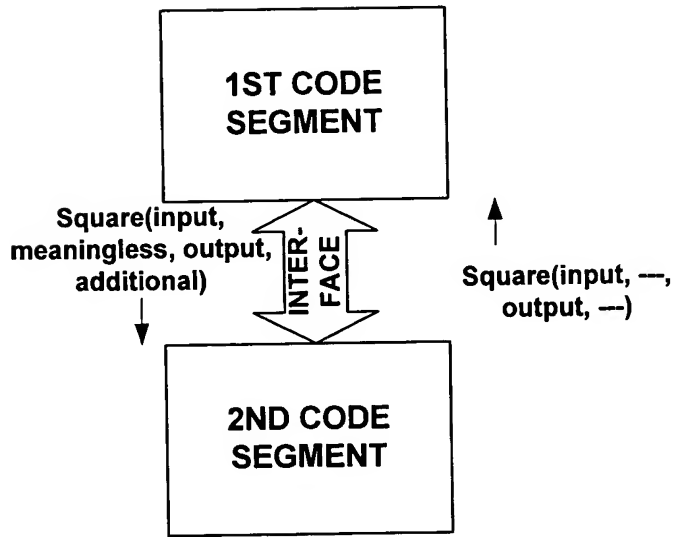 1ST CODE
SEGMENT
Square(input,
meaningless, output,
additional)
INTER-
FACE
Square(input, ---,
output, ---)
2ND CODE
SEGMENT